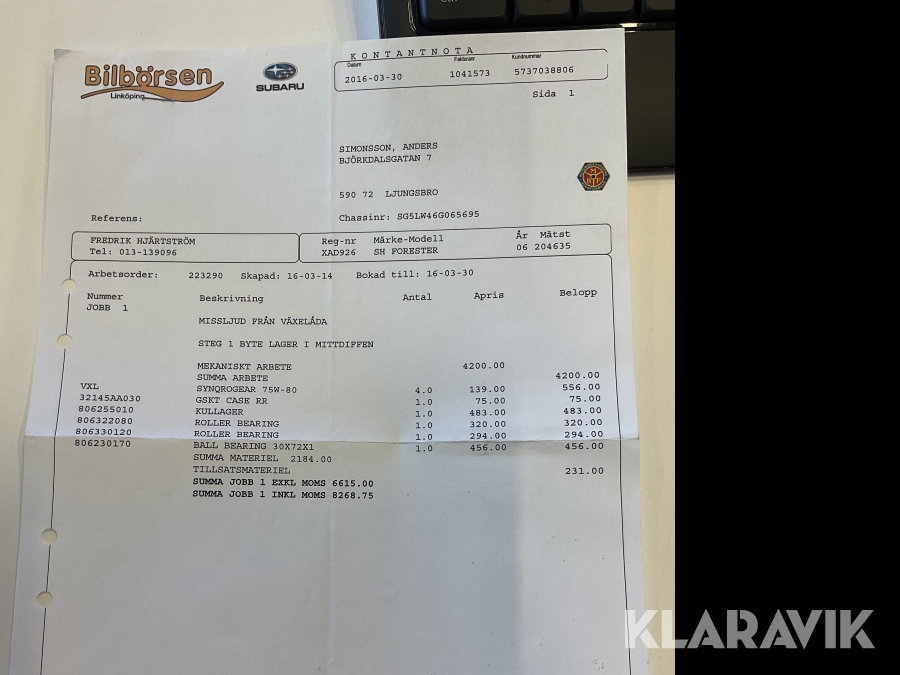 ctrl
KONTANTNOTA
Bilbörsen
Linköping
SUBARU
Datum Fakturanr Kundnummer
2016-03-30 1041573 5737038806
Sida 1
SIMONSSON, ANDERS
BJÖRKDALSGATAN 7
590 72 LJUNGSBRO
Referens: Chassinr: SG5LW46G065695
FREDRIK HJÄRTSTRÖM
Tel: 013-139096
Reg-nr Märke-Modell År Mätst
XAD926 SH FORESTER 06 204635
Arbetsorder: 223290 Skapad: 16-03-14 Bokad till: 16-03-30
Nummer Beskrivning Antal Apris Belopp
JOBB 1
MISSLJUD FRÅN VÄXELÅDA
STEG 1 BYTE LAGER I MITTDIFFEN
MEKANISKT ARBETE 4200.00
SUMMA ARBETE 4200.00
VXL SYNQROGEAR 75W-80 4.0 139.00 556.00
32145AA030 GSKT CASE RR 1.0 75.00 75.00
806255010 KULLAGER 1.0 483.00 483.00
806322080 ROLLER BEARING 1.0 320.00 320.00
806330120 ROLLER BEARING 1.0 294.00 294.00
806230170 BALL BEARING 30X72X1 1.0 456.00 456.00
SUMMA MATERIEL 2184.00
TILLSATSMATERIEL 231.00
SUMMA JOBB 1 EXKL MOMS 6615.00
SUMMA JOBB 1 INKL MOMS 8268.75
KLARAVIK